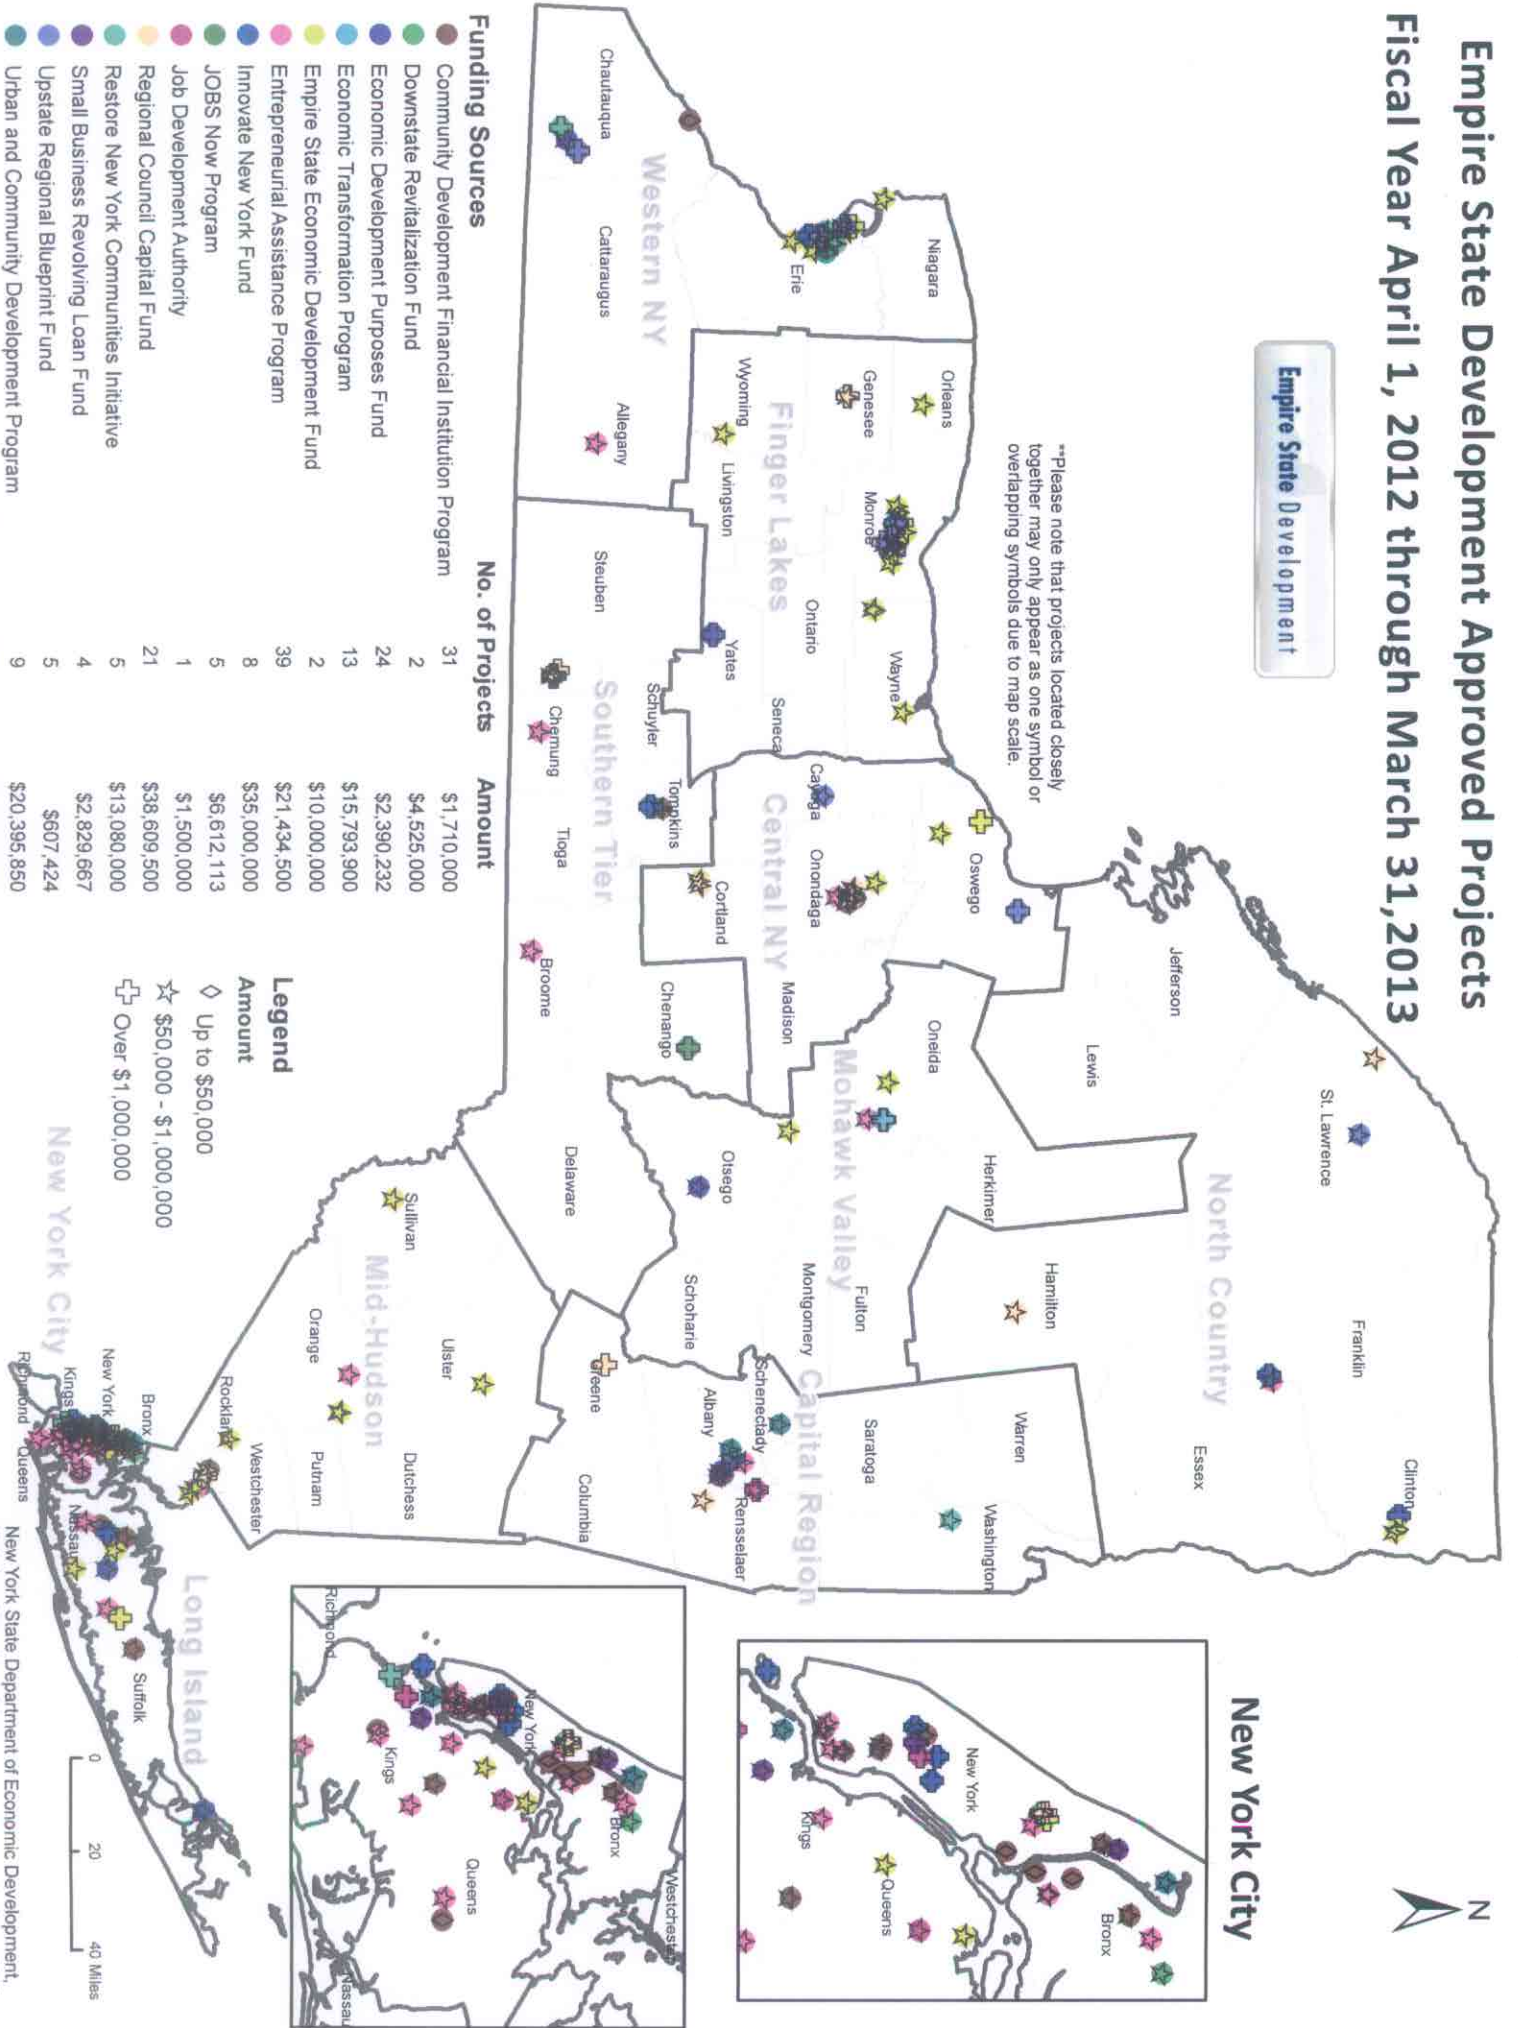 Empire State Development Approved Projects
Fiscal Year April 1, 2012 through March 31,2013
Empire State Development
**Please note that projects located closely
together may only appear as one symbol or
overlapping symbols due to map scale.
N
New York City
New York
Bronx
Kings
Queens
Westchester
New York
Bronx
Kings
Queens
Richmond
Nassau
North Country
St. Lawrence
Franklin
Clinton
Jefferson
Lewis
Essex
Hamilton
Herkimer
Warren
Washington
Western NY
Niagara
Erie
Chautauqua
Cattaraugus
Allegany
Finger Lakes
Orleans
Genesee
Monroe
Wayne
Wyoming
Livingston
Ontario
Yates
Seneca
Central NY
Oswego
Cayuga
Onondaga
Madison
Cortland
Mohawk Valley
Oneida
Fulton
Montgomery
Otsego
Schoharie
Capital Region
Saratoga
Schenectady
Albany
Rensselaer
Greene
Columbia
Southern Tier
Steuben
Schuyler
Chemung
Tompkins
Tioga
Broome
Chenango
Delaware
Mid-Hudson
Sullivan
Ulster
Orange
Dutchess
Putnam
Rockland
Westchester
New York City
Bronx
New York
Kings
Richmond
Queens
Long Island
Nassau
Suffolk
Funding Sources No. of Projects Amount
Community Development Financial Institution Program 31 $1,710,000
Downstate Revitalization Fund 2 $4,525,000
Economic Development Purposes Fund 24 $2,390,232
Economic Transformation Program 13 $15,793,900
Empire State Economic Development Fund 2 $10,000,000
Entrepreneurial Assistance Program 39 $21,434,500
Innovate New York Fund 8 $35,000,000
JOBS Now Program 5 $6,612,113
Job Development Authority 1 $1,500,000
Regional Council Capital Fund 21 $38,609,500
Restore New York Communities Initiative 5 $13,080,000
Small Business Revolving Loan Fund 4 $2,829,667
Upstate Regional Blueprint Fund 5 $607,424
Urban and Community Development Program 9 $20,395,850
Legend
Amount
Up to $50,000
$50,000 - $1,000,000
Over $1,000,000
0 20 40 Miles
New York State Department of Economic Development,